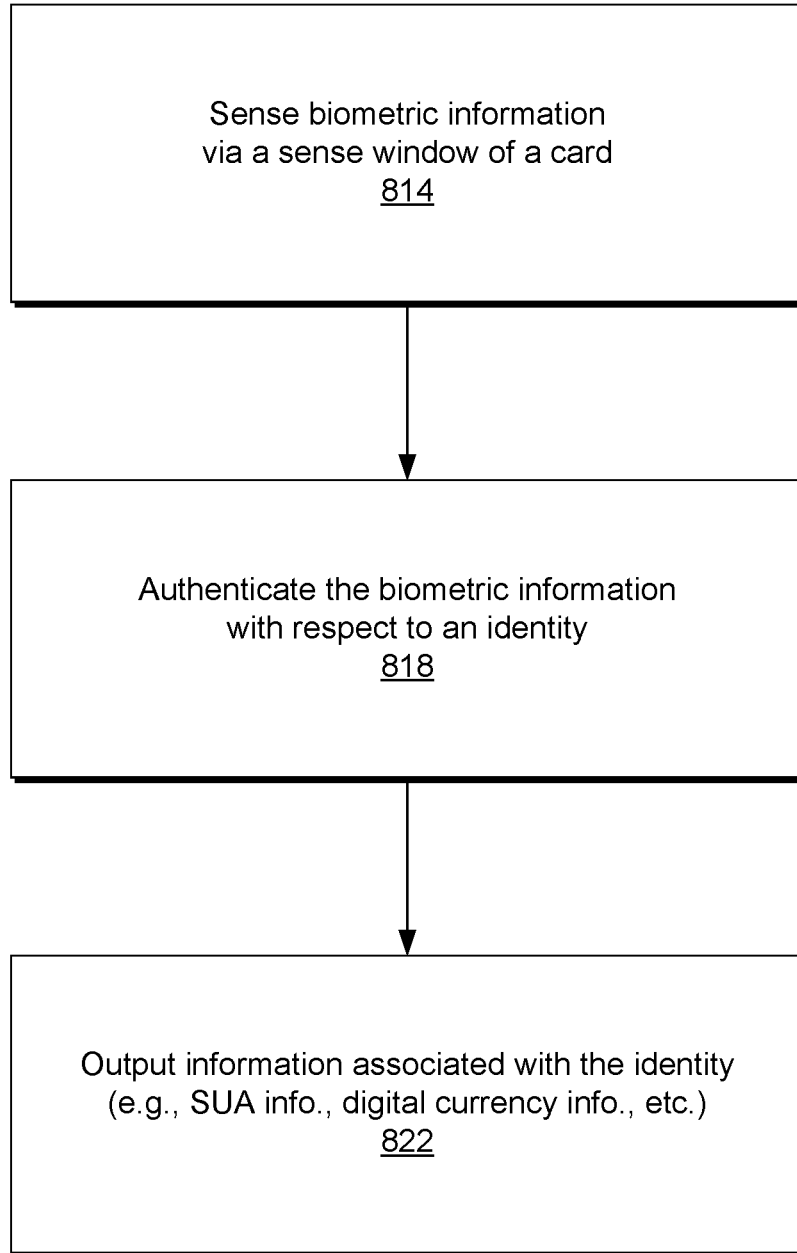 Sense biometric information
via a sense window of a card
814
Authenticate the biometric information
with respect to an identity
818
Output information associated with the identity
(e.g., SUA info., digital currency info., etc.)
822